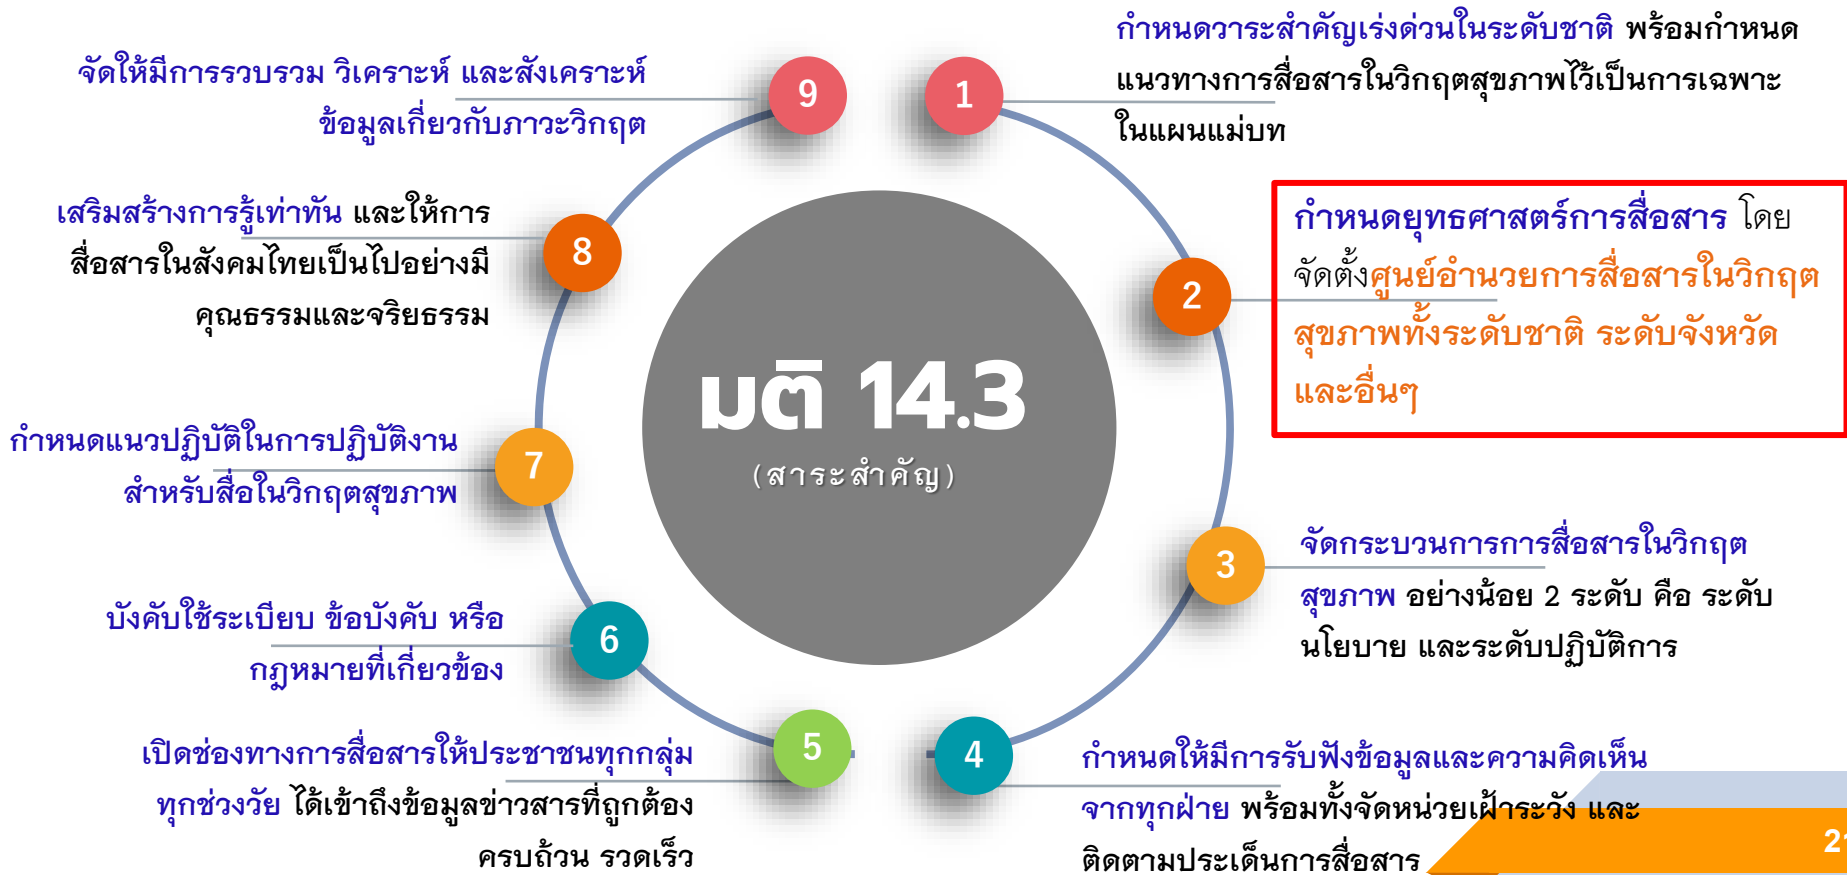 มติ 14.3
(สาระสำคัญ)
1
กำหนดวาระสำคัญเร่งด่วนในระดับชาติ พร้อมกำหนด
แนวทางการสื่อสารในวิกฤตสุขภาพไว้เป็นการเฉพาะ
ในแผนแม่บท
2
กำหนดยุทธศาสตร์การสื่อสาร โดย
จัดตั้งศูนย์อำนวยการสื่อสารในวิกฤต
สุขภาพทั้งระดับชาติ ระดับจังหวัด
และอื่นๆ
3
จัดกระบวนการการสื่อสารในวิกฤต
สุขภาพ อย่างน้อย 2 ระดับ คือ ระดับ
นโยบาย และระดับปฏิบัติการ
4
กำหนดให้มีการรับฟังข้อมูลและความคิดเห็น
จากทุกฝ่าย พร้อมทั้งจัดหน่วยเฝ้าระวัง และ
ติดตามประเด็นการสื่อสาร
5
เปิดช่องทางการสื่อสารให้ประชาชนทุกกลุ่ม
ทุกช่วงวัย ได้เข้าถึงข้อมูลข่าวสารที่ถูกต้อง
ครบถ้วน รวดเร็ว
6
บังคับใช้ระเบียบ ข้อบังคับ หรือ
กฎหมายที่เกี่ยวข้อง
7
กำหนดแนวปฏิบัติในการปฏิบัติงาน
สำหรับสื่อในวิกฤตสุขภาพ
8
เสริมสร้างการรู้เท่าทัน และให้การ
สื่อสารในสังคมไทยเป็นไปอย่างมี
คุณธรรมและจริยธรรม
9
จัดให้มีการรวบรวม วิเคราะห์ และสังเคราะห์
ข้อมูลเกี่ยวกับภาวะวิกฤต